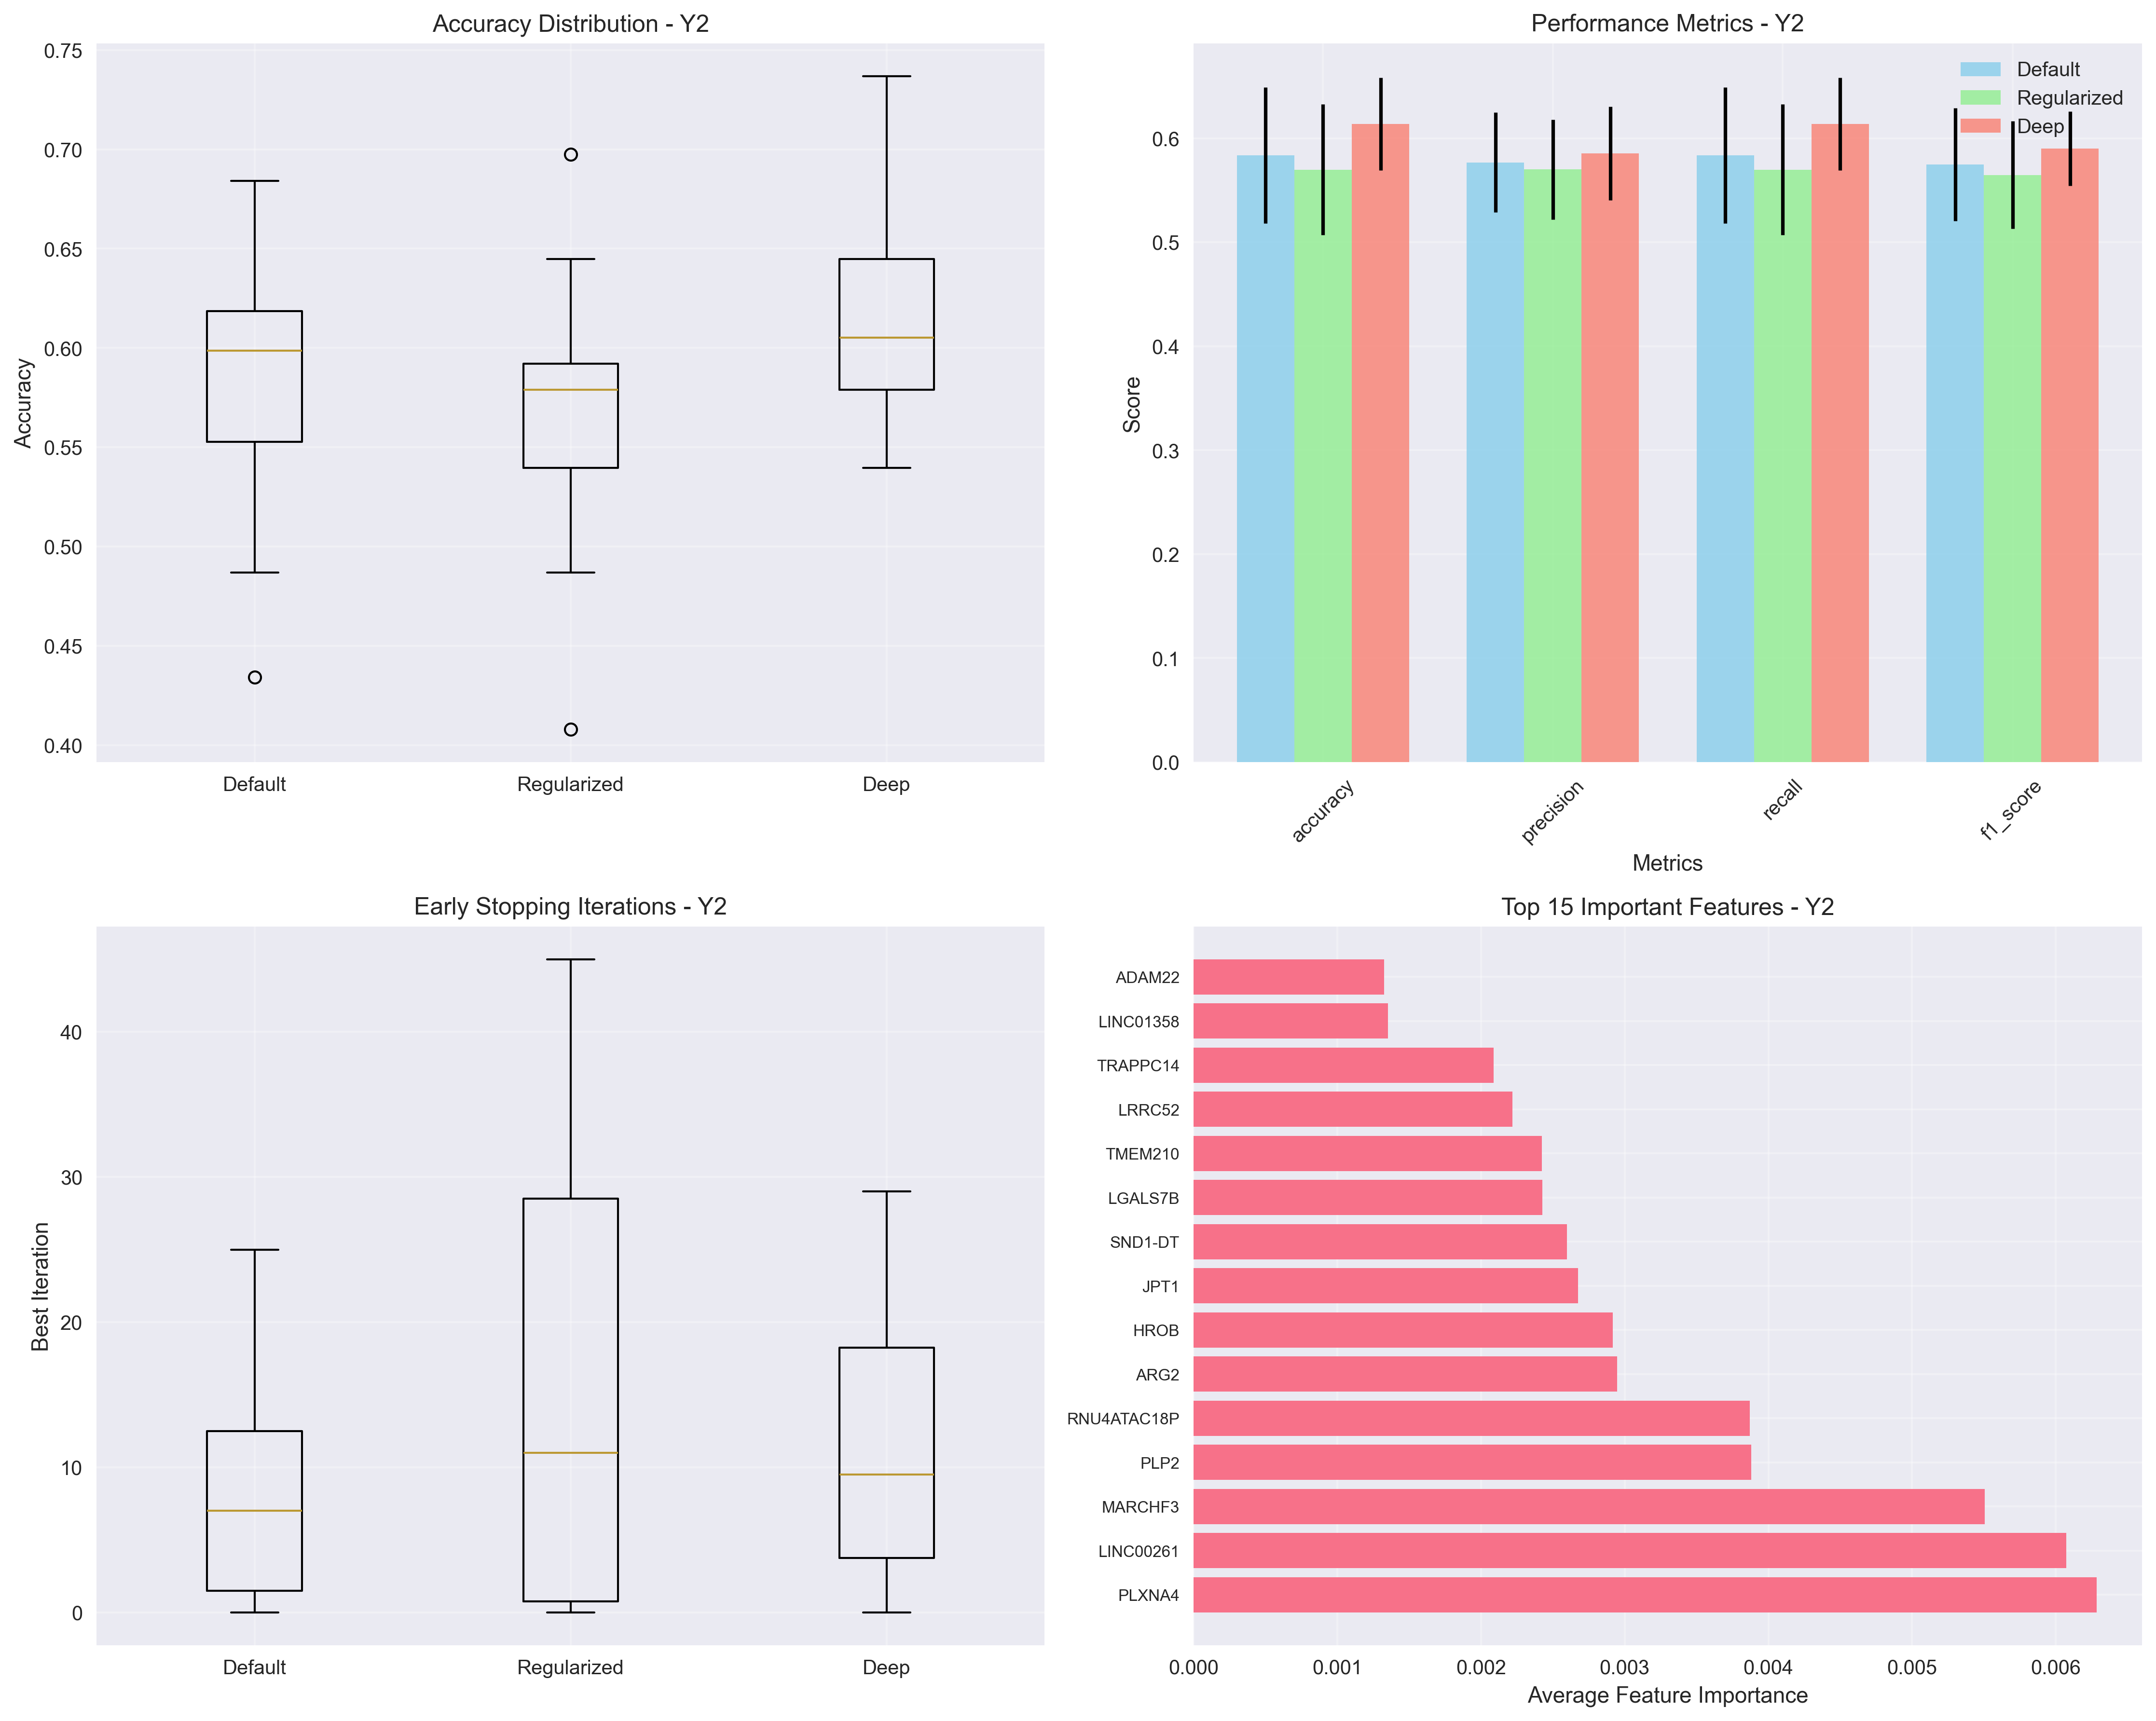 Accuracy Distribution - Y2
0.75
0.70
0.65
0.60
0.55
0.50
0.45
0.40
Accuracy
Default
Regularized
Deep
Performance Metrics - Y2
Default
Regularized
Deep
0.6
0.5
0.4
0.3
0.2
0.1
0.0
Score
accuracy
precision
recall
f1_score
Metrics
Early Stopping Iterations - Y2
40
30
20
10
0
Best Iteration
Default
Regularized
Deep
Top 15 Important Features - Y2
ADAM22
LINC01358
TRAPPC14
LRRC52
TMEM210
LGALS7B
SND1-DT
JPT1
HROB
ARG2
RNU4ATAC18P
PLP2
MARCHF3
LINC00261
PLXNA4
0.000
0.001
0.002
0.003
0.004
0.005
0.006
Average Feature Importance